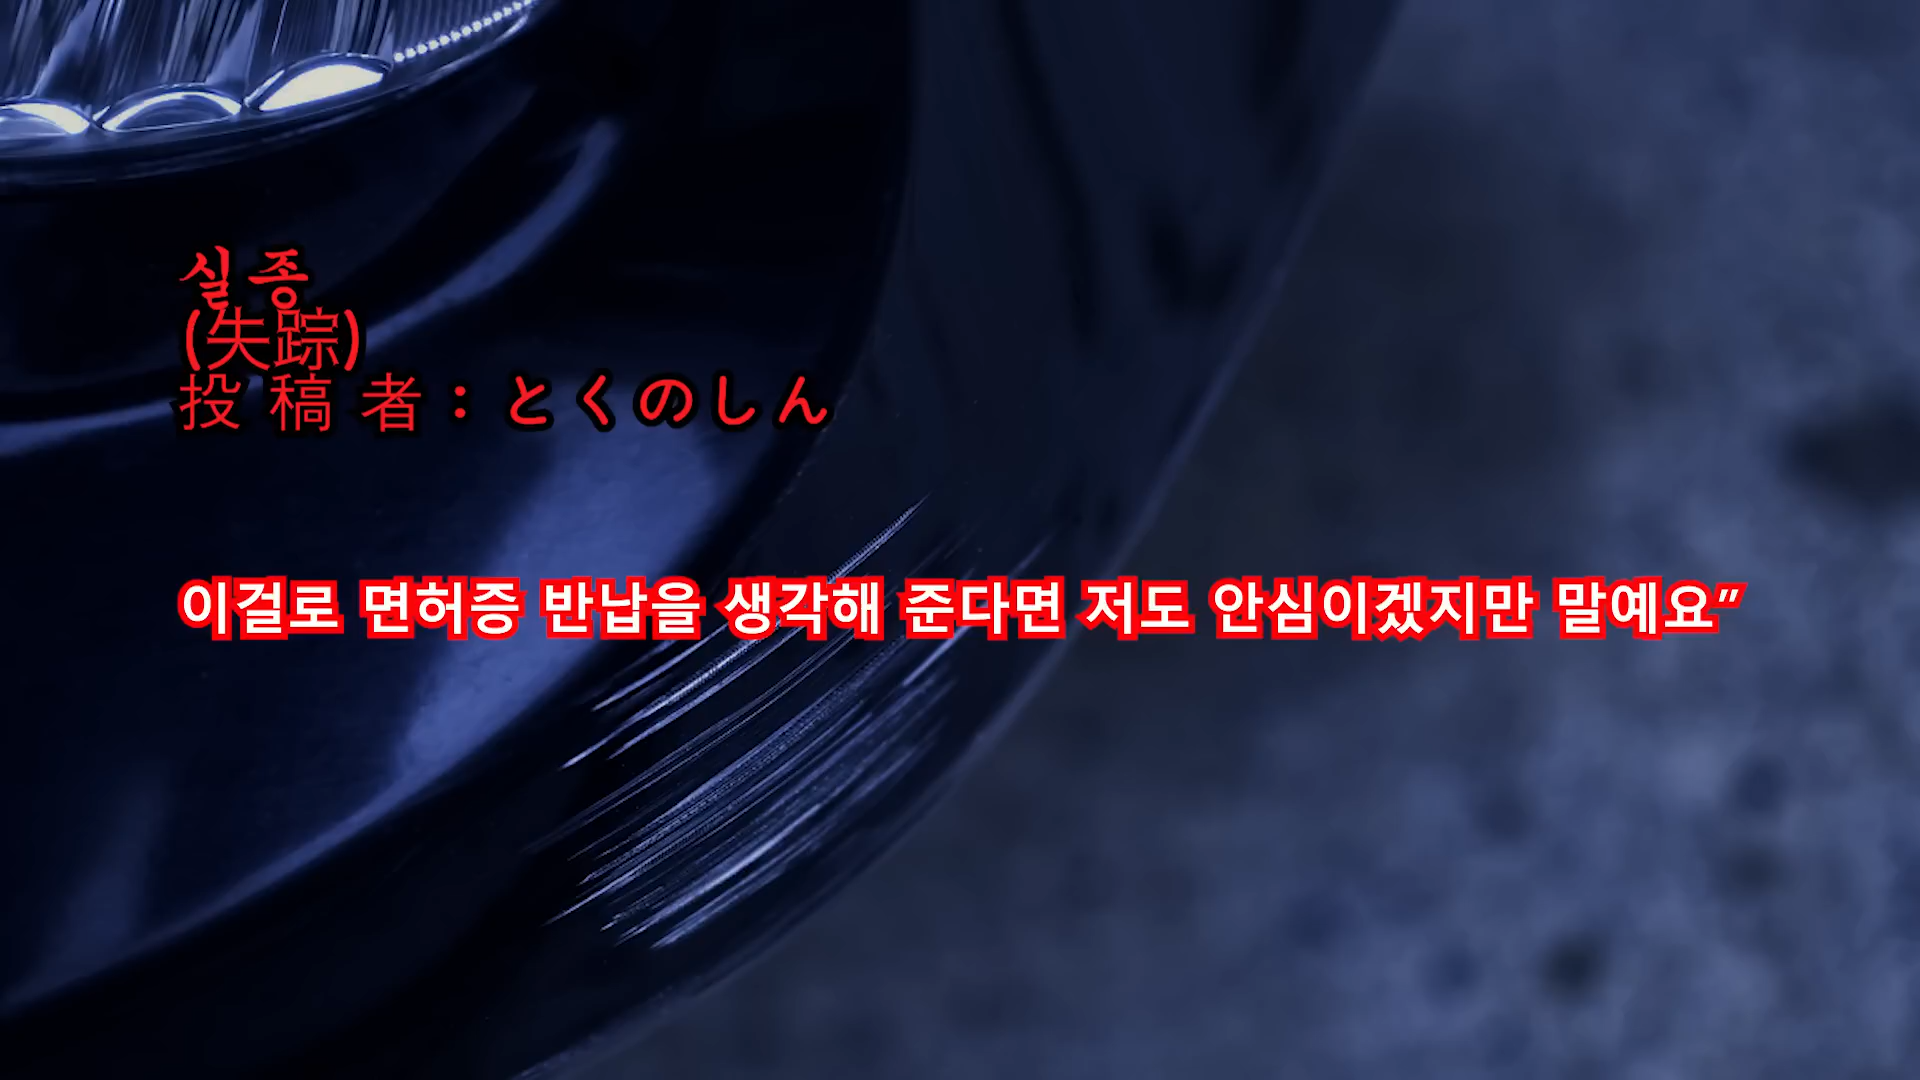 실종
(失踪)
投稿者：とくのしん
이걸로 면허증 반납을 생각해 준다면 저도 안심이겠지만 말예요”